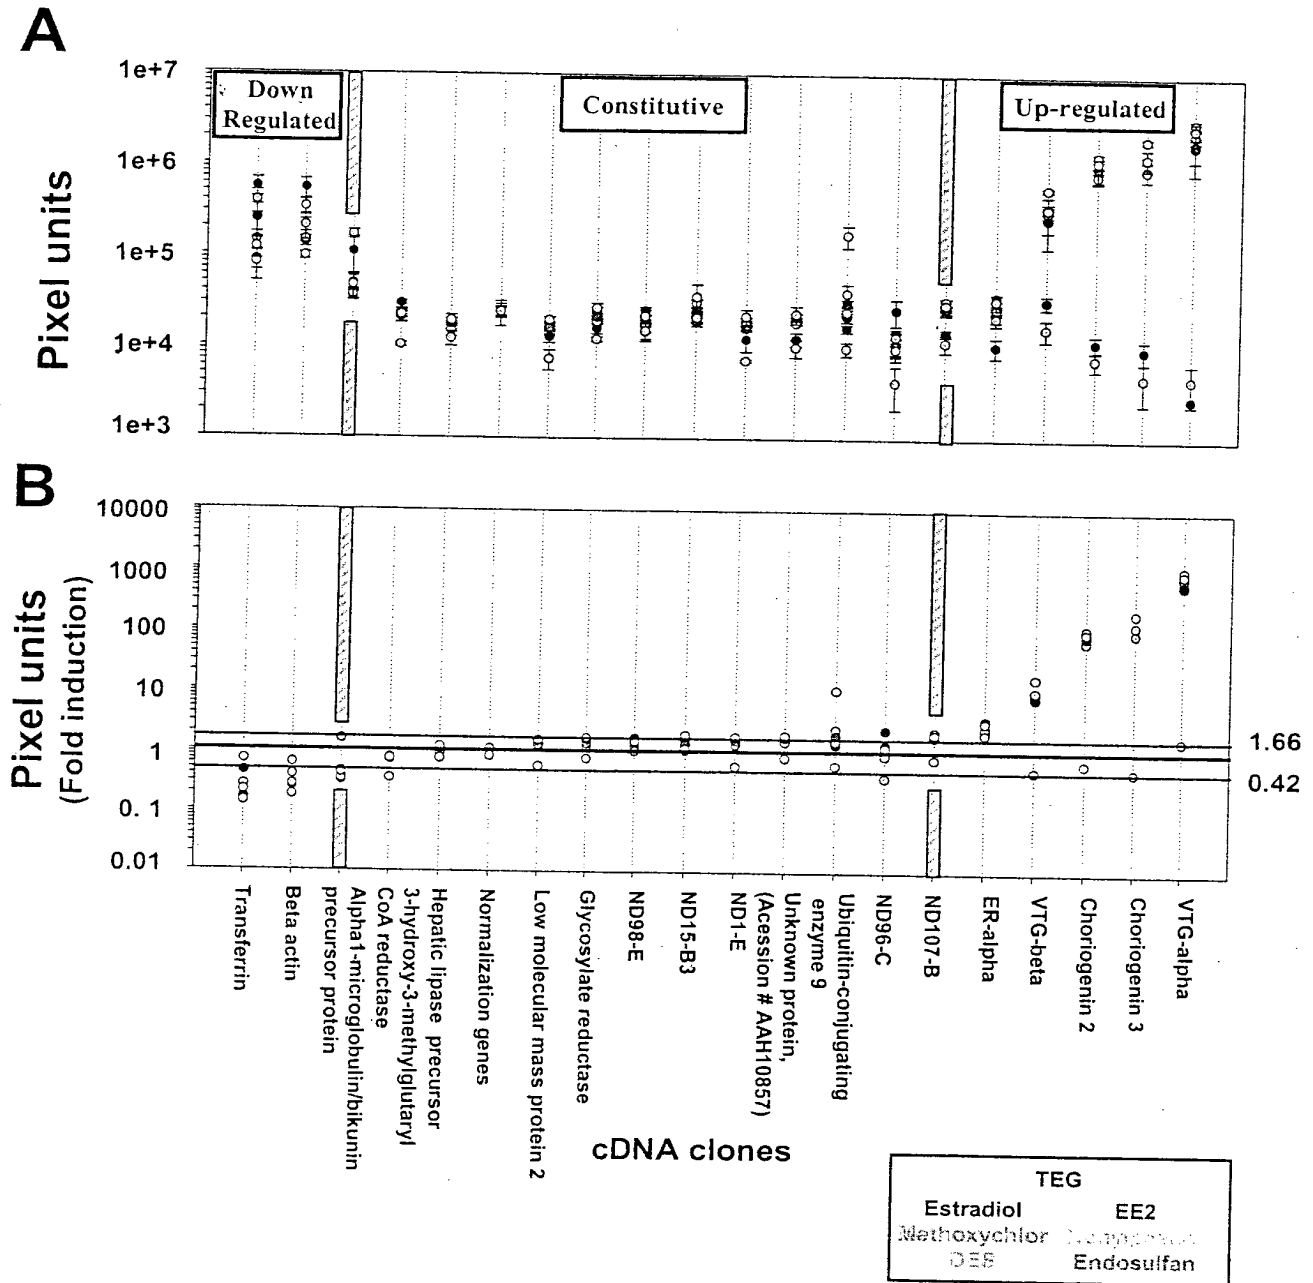 A
Down
Regulated
Constitutive
Up-regulated
1e+7
1e+6
1e+5
1e+4
1e+3
Pixel units
B
10000
1000
100
10
1
0.1
0.01
Pixel units
(Fold induction)
1.66
0.42
Transferrin
Beta actin
Alpha1-microglobulin/bikunin
precursor protein
3-hydroxy-3-methylglutaryl
CoA reductase
Hepatic lipase precursor
Normalization genes
Low molecular mass protein 2
Glycosylate reductase
ND98-E
ND15-B3
ND1-E
Unknown protein,
(Acession # AAH10857)
Ubiquitin-conjugating
enzyme 9
ND96-C
ND107-B
ER-alpha
VTG-beta
Choriogenin 2
Choriogenin 3
VTG-alpha
cDNA clones
TEG
Estradiol EE2
Methoxychlor
DES Endosulfan